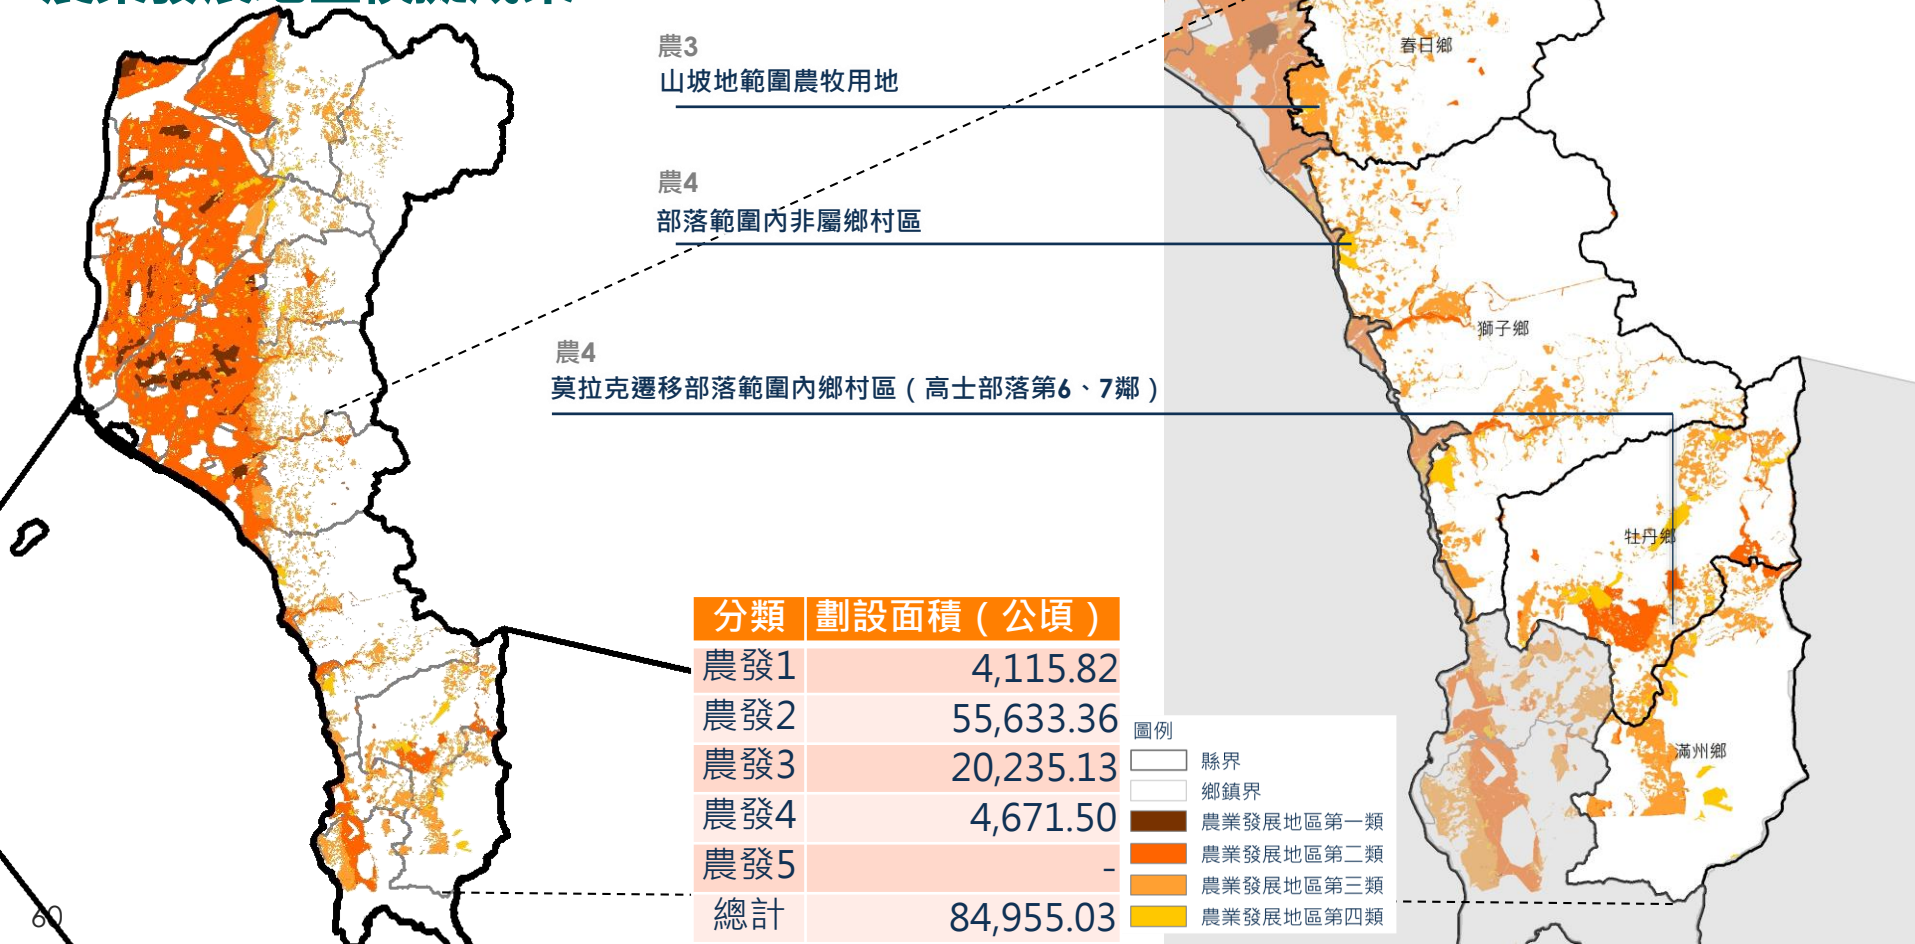 農3
山坡地範圍農牧用地
農4
部落範圍內非屬鄉村區
農4
莫拉克遷移部落範圍內鄉村區（高士部落第6、7鄰）
春日鄉
獅子鄉
牡丹鄉
滿州鄉
分類 劃設面積（公頃）
農發1 4,115.82
農發2 55,633.36
農發3 20,235.13
農發4 4,671.50
農發5 -
總計 84,955.03
圖例
縣界
鄉鎮界
農業發展地區第一類
農業發展地區第二類
農業發展地區第三類
農業發展地區第四類
60